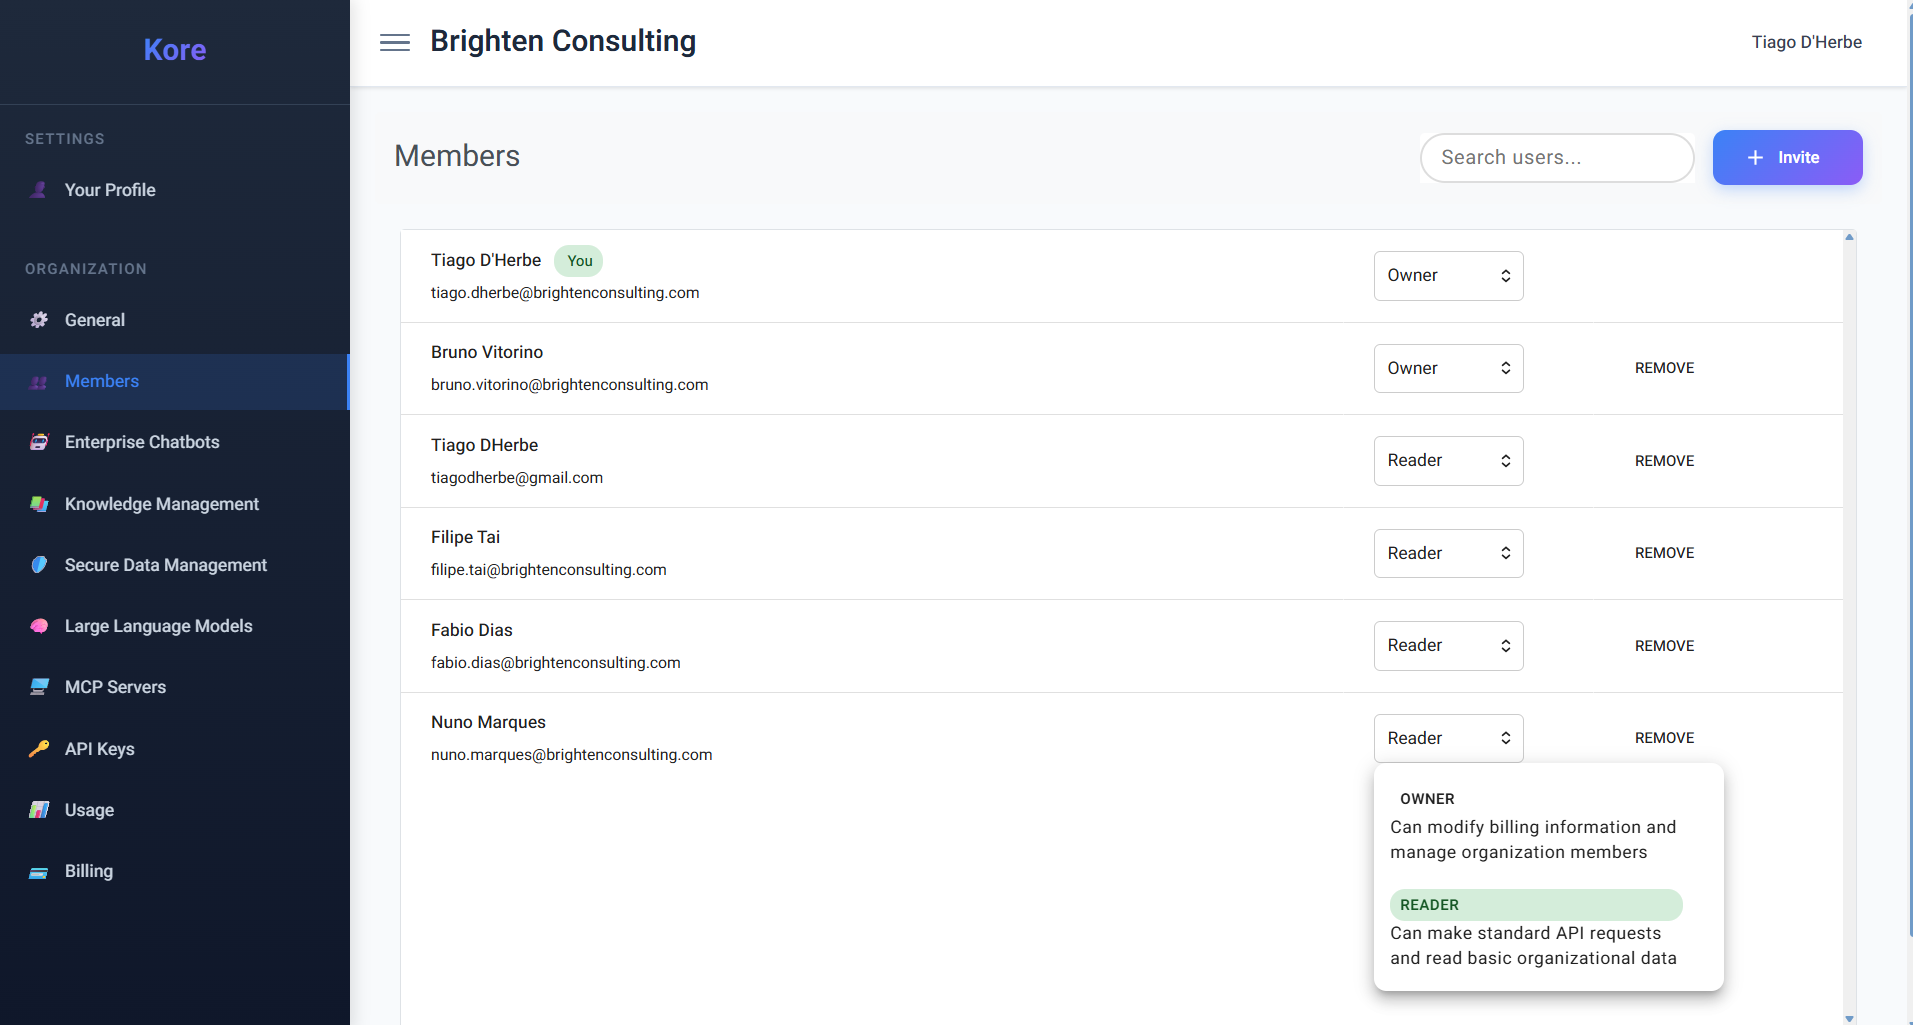 Kore
SETTINGS
Your Profile
ORGANIZATION
General
Members
Enterprise Chatbots
Knowledge Management
Secure Data Management
Large Language Models
MCP Servers
API Keys
Usage
Billing
Brighten Consulting
Tiago D'Herbe
Members
Search users...
+ Invite
Tiago D'Herbe You
tiago.dherbe@brightenconsulting.com
Owner
Bruno Vitorino
bruno.vitorino@brightenconsulting.com
Owner
REMOVE
Tiago DHerbe
tiagodherbe@gmail.com
Reader
REMOVE
Filipe Tai
filipe.tai@brightenconsulting.com
Reader
REMOVE
Fabio Dias
fabio.dias@brightenconsulting.com
Reader
REMOVE
Nuno Marques
nuno.marques@brightenconsulting.com
Reader
REMOVE
OWNER
Can modify billing information and
manage organization members
READER
Can make standard API requests
and read basic organizational data